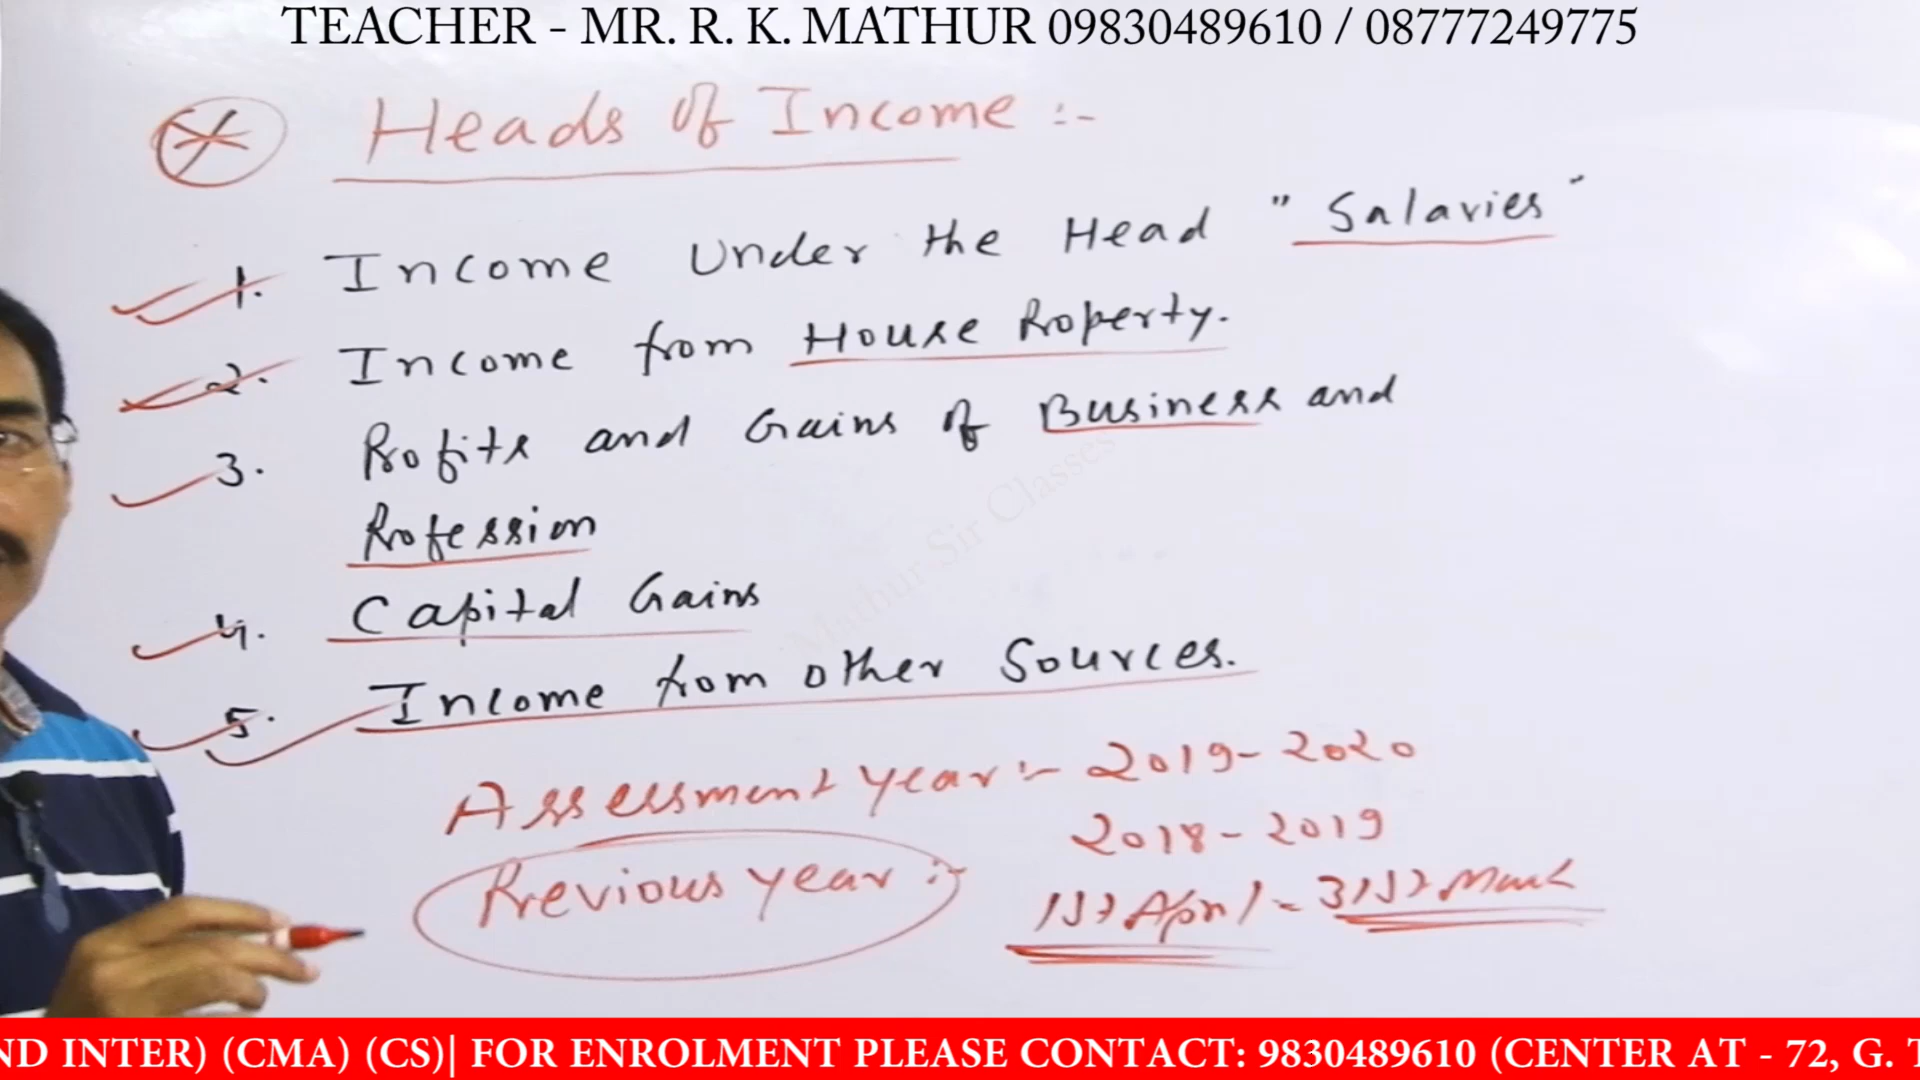 TEACHER - MR. R. K. MATHUR 09830489610 / 08777249775
Heads of Income :-
1. Income Under the Head "Salaries"
2. Income from House Property.
3. Profits and Gains of Business and
Profession
4. Capital Gains
5. Income from other Sources.
Assessment year :- 2019-2020
2018-2019
Previous year :-
1st April - 31st March
Mathur Sir Classes
ND INTER) (CMA) (CS)| FOR ENROLMENT PLEASE CONTACT: 9830489610 (CENTER AT - 72, G. T